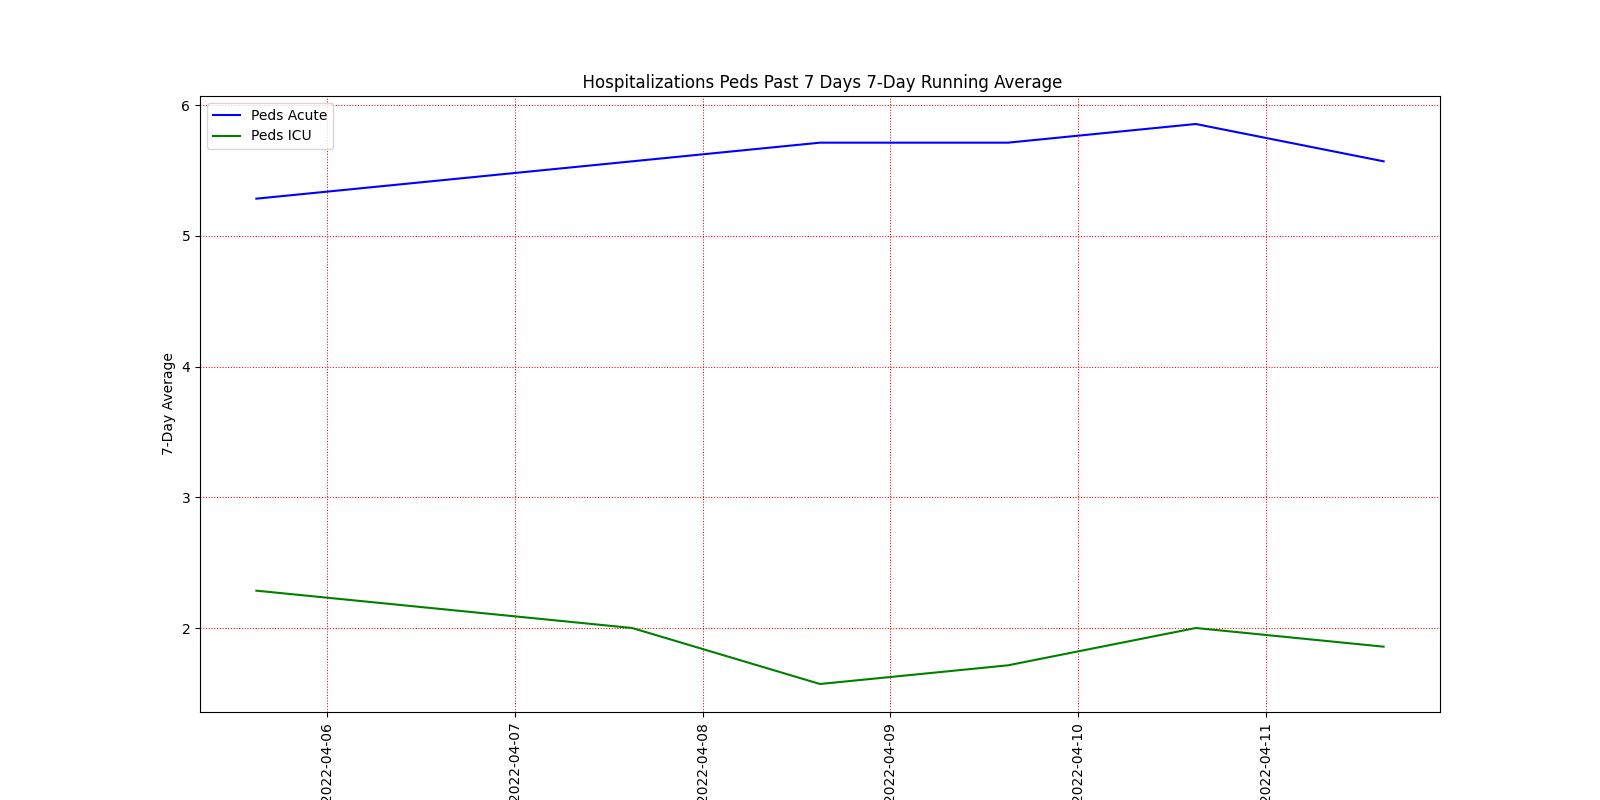 Hospitalizations Peds Past 7 Days 7-Day Running Average
Peds Acute
Peds ICU
7-Day Average
6
5
4
3
2
2022-04-06
2022-04-07
2022-04-08
2022-04-09
2022-04-10
2022-04-11